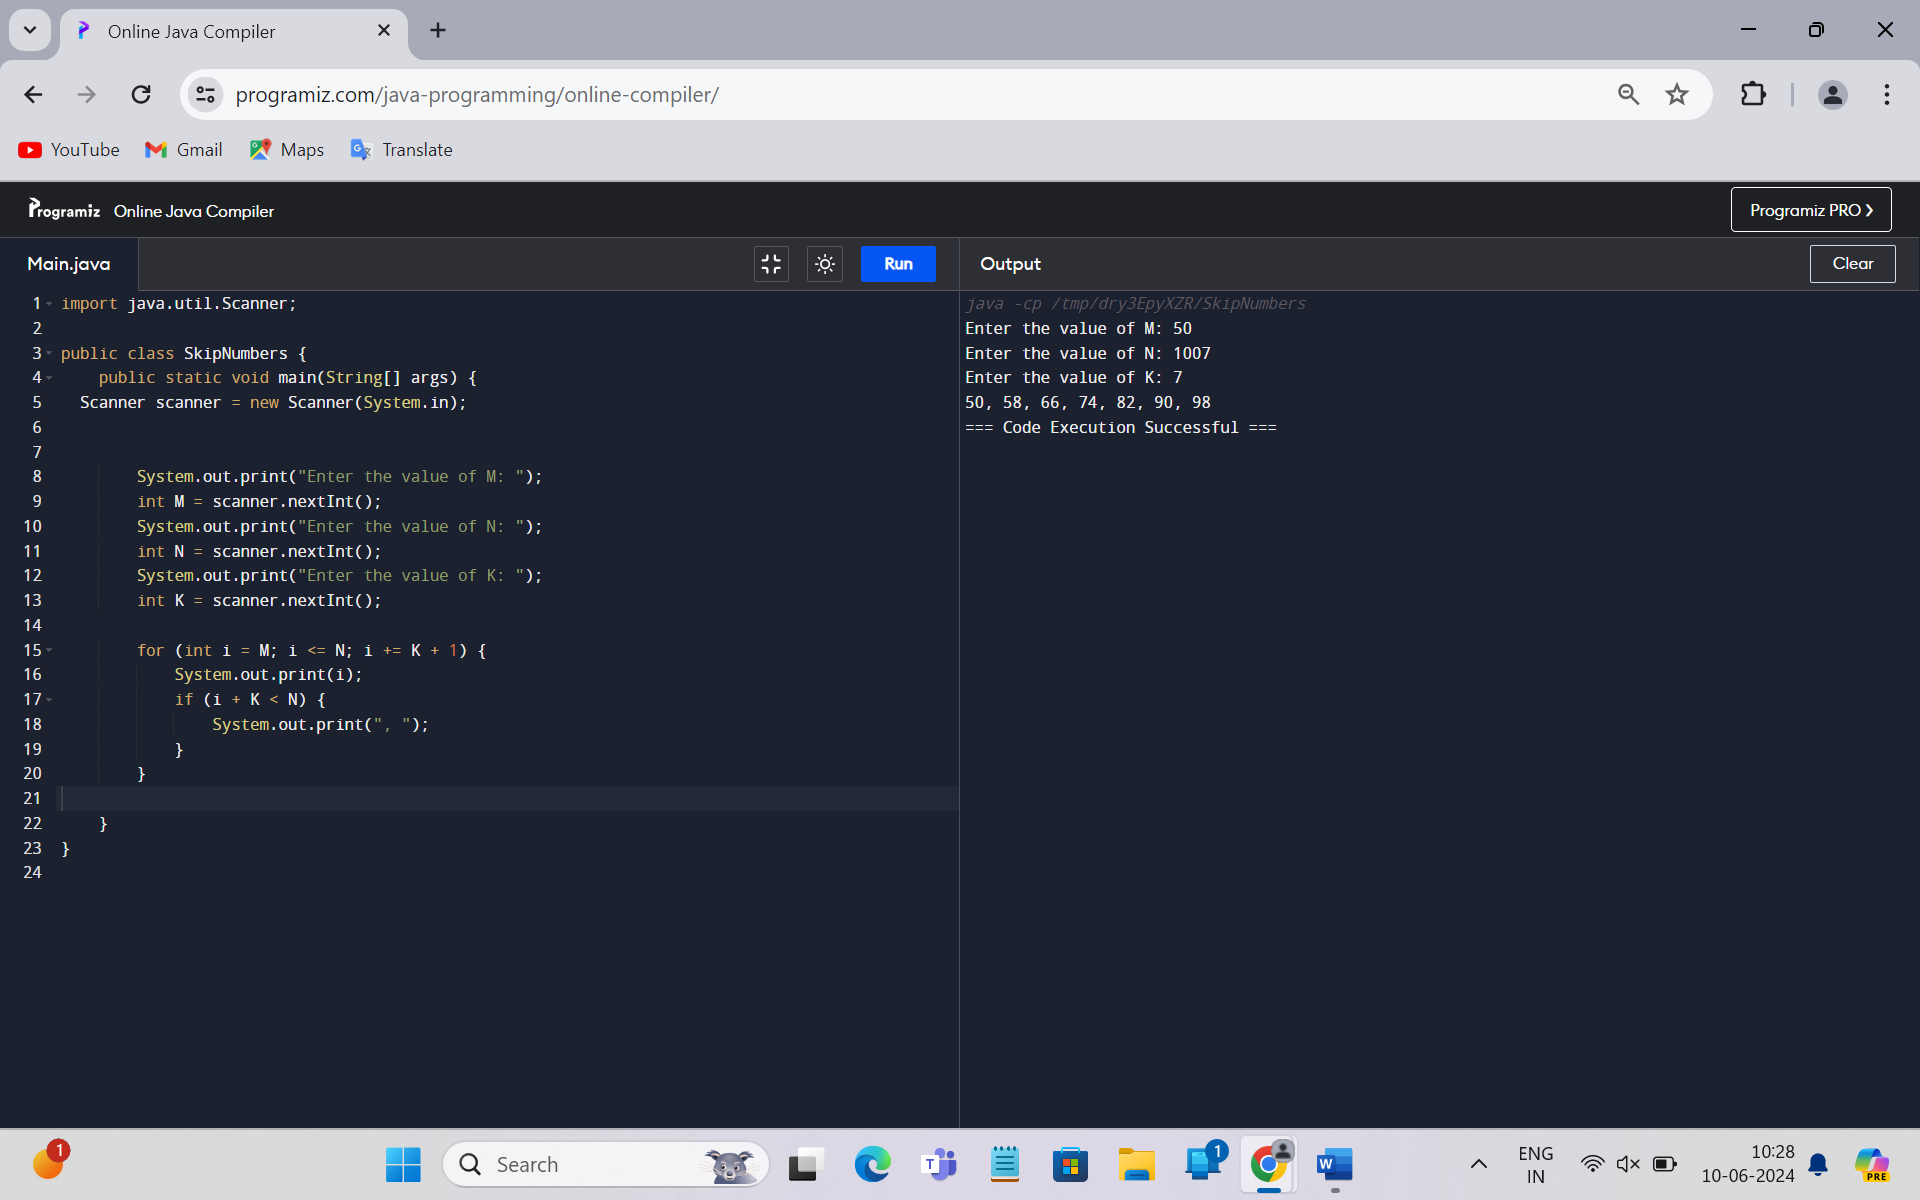 Online Java Compiler
programiz.com/java-programming/online-compiler/
YouTube Gmail Maps Translate
Programiz Online Java Compiler
Programiz PRO ❯
Main.java
Run
Output
Clear
1 import java.util.Scanner;
2
3 public class SkipNumbers {
4     public static void main(String[] args) {
5   Scanner scanner = new Scanner(System.in);
6
7
8         System.out.print("Enter the value of M: ");
9         int M = scanner.nextInt();
10         System.out.print("Enter the value of N: ");
11         int N = scanner.nextInt();
12         System.out.print("Enter the value of K: ");
13         int K = scanner.nextInt();
14
15         for (int i = M; i <= N; i += K + 1) {
16             System.out.print(i);
17             if (i + K < N) {
18                 System.out.print(", ");
19             }
20         }
21
22     }
23 }
24
java -cp /tmp/dry3EpyXZR/SkipNumbers
Enter the value of M: 50
Enter the value of N: 1007
Enter the value of K: 7
50, 58, 66, 74, 82, 90, 98
=== Code Execution Successful ===
1
Search
T
1
W
ENG
IN
10:28
10-06-2024
PRE